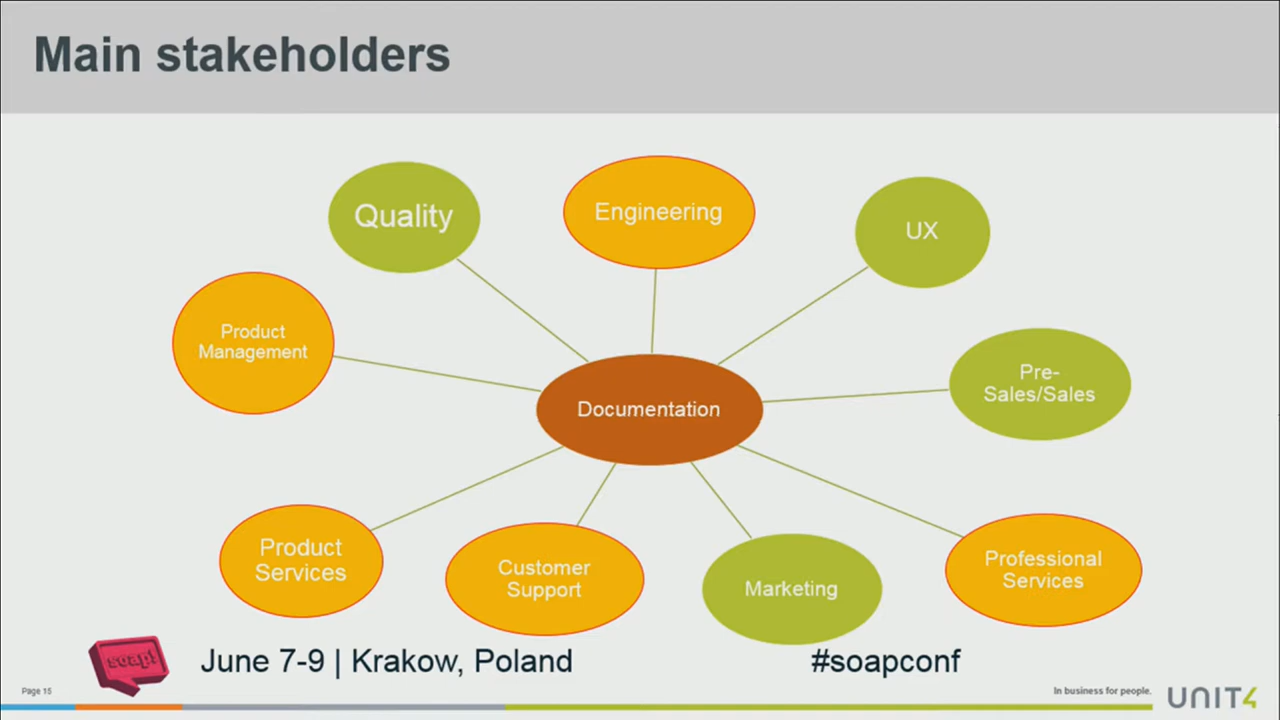 Main stakeholders
Quality
Engineering
UX
Product
Management
Pre-
Sales/Sales
Documentation
Product
Services
Customer
Support
Marketing
Professional
Services
soap!
June 7-9 | Krakow, Poland
#soapconf
Page 15
In business for people.
UNIT4